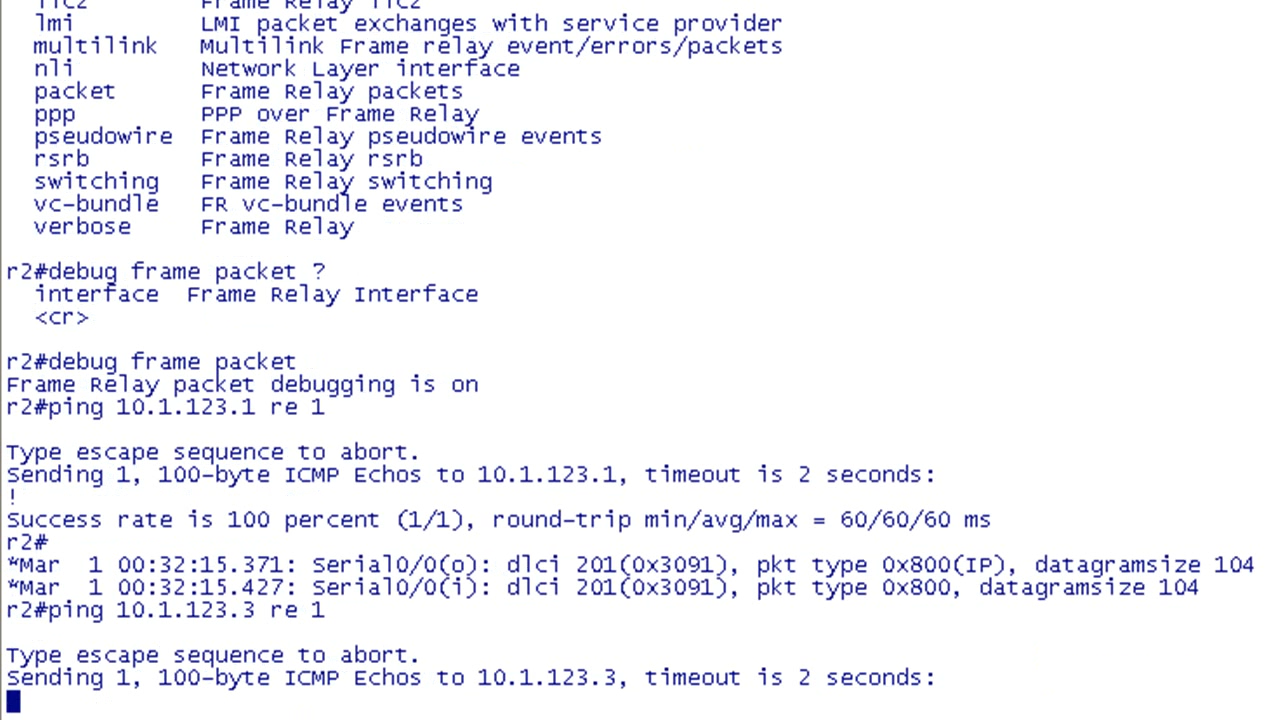 Frame Relay
lmi         LMI packet exchanges with service provider
multilink   Multilink Frame relay event/errors/packets
nli         Network Layer interface
packet      Frame Relay packets
ppp         PPP over Frame Relay
pseudowire  Frame Relay pseudowire events
rsrb        Frame Relay rsrb
switching   Frame Relay switching
vc-bundle   FR vc-bundle events
verbose     Frame Relay
r2#debug frame packet ?
interface  Frame Relay Interface
<cr>
r2#debug frame packet
Frame Relay packet debugging is on
r2#ping 10.1.123.1 re 1
Type escape sequence to abort.
Sending 1, 100-byte ICMP Echos to 10.1.123.1, timeout is 2 seconds:
!
Success rate is 100 percent (1/1), round-trip min/avg/max = 60/60/60 ms
r2#
*Mar  1 00:32:15.371: Serial0/0(o): dlci 201(0x3091), pkt type 0x800(IP), datagramsize 104
*Mar  1 00:32:15.427: Serial0/0(i): dlci 201(0x3091), pkt type 0x800, datagramsize 104
r2#ping 10.1.123.3 re 1
Type escape sequence to abort.
Sending 1, 100-byte ICMP Echos to 10.1.123.3, timeout is 2 seconds: